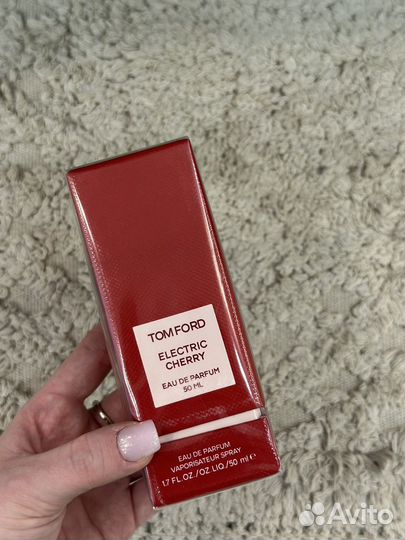 TOM FORD
ELECTRIC
CHERRY
EAU DE PARFUM
50 ML
EAU DE PARFUM
VAPORISATEUR SPRAY
1.7 FL.OZ./OZ LIQ./50 ml ℮
Avito